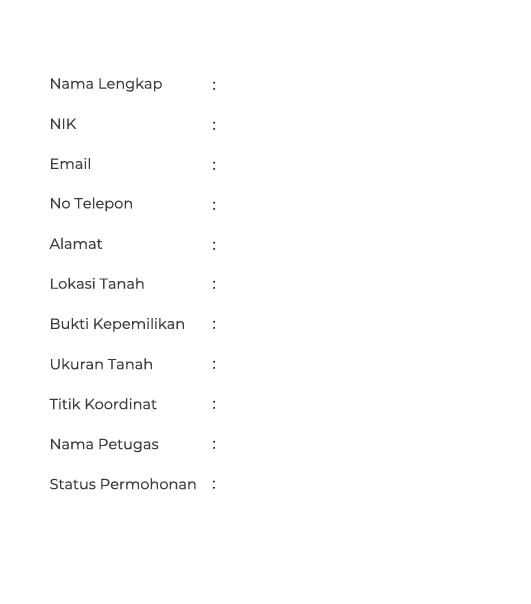 Nama Lengkap :
NIK :
Email :
No Telepon :
Alamat :
Lokasi Tanah :
Bukti Kepemilikan :
Ukuran Tanah :
Titik Koordinat :
Nama Petugas :
Status Permohonan :